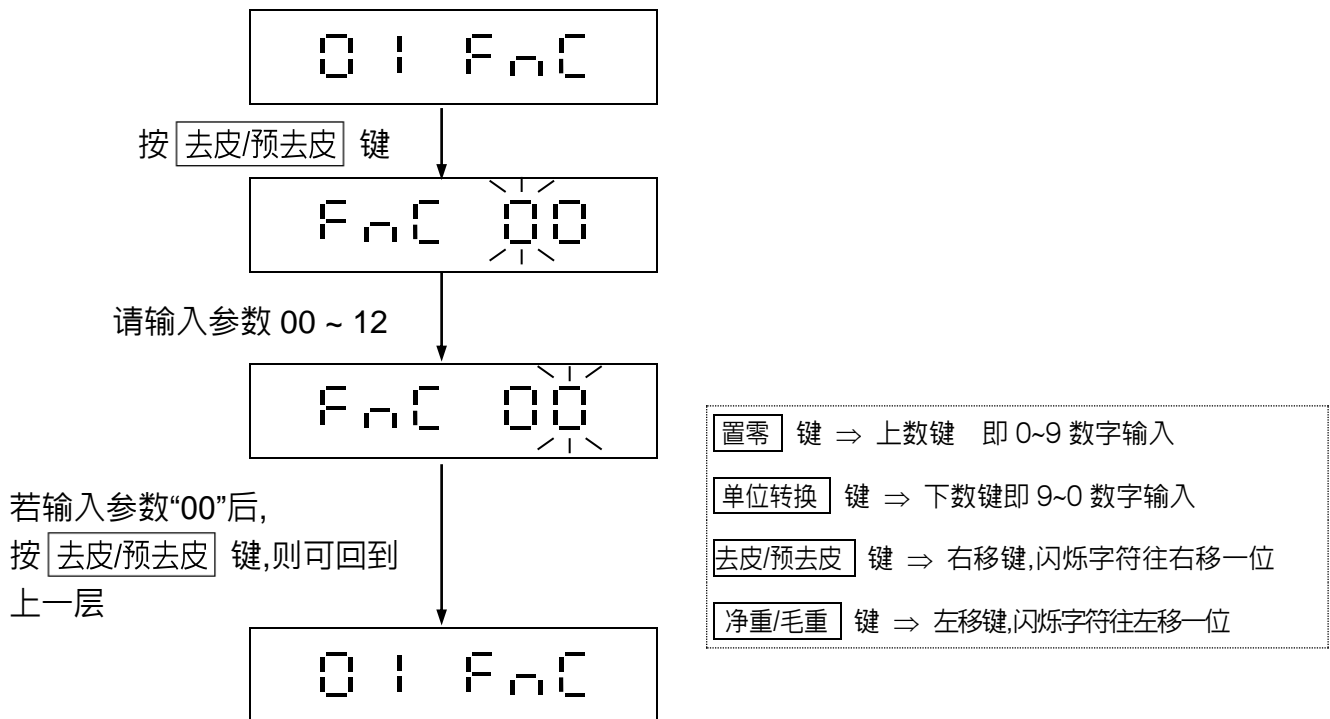 01 FnC
按 去皮/预去皮 键
FnC 00
请输入参数 00 ~ 12
FnC 00
若输入参数“00”后,
按 去皮/预去皮 键,则可回到
上一层
01 FnC
置零 键 ⇒ 上数键 即 0~9 数字输入
单位转换 键 ⇒ 下数键即 9~0 数字输入
去皮/预去皮 键 ⇒ 右移键,闪烁字符往右移一位
净重/毛重 键 ⇒ 左移键,闪烁字符往左移一位